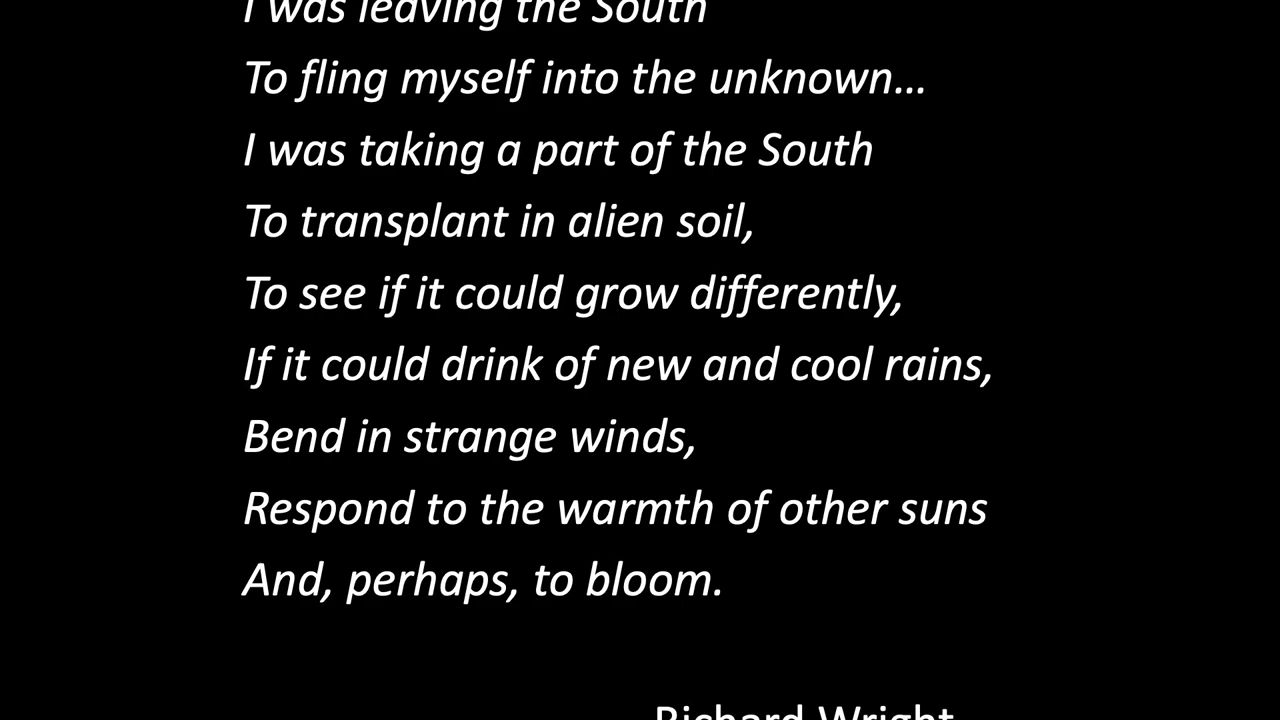 I was leaving the South
To fling myself into the unknown...
I was taking a part of the South
To transplant in alien soil,
To see if it could grow differently,
If it could drink of new and cool rains,
Bend in strange winds,
Respond to the warmth of other suns
And, perhaps, to bloom.
Richard Wright